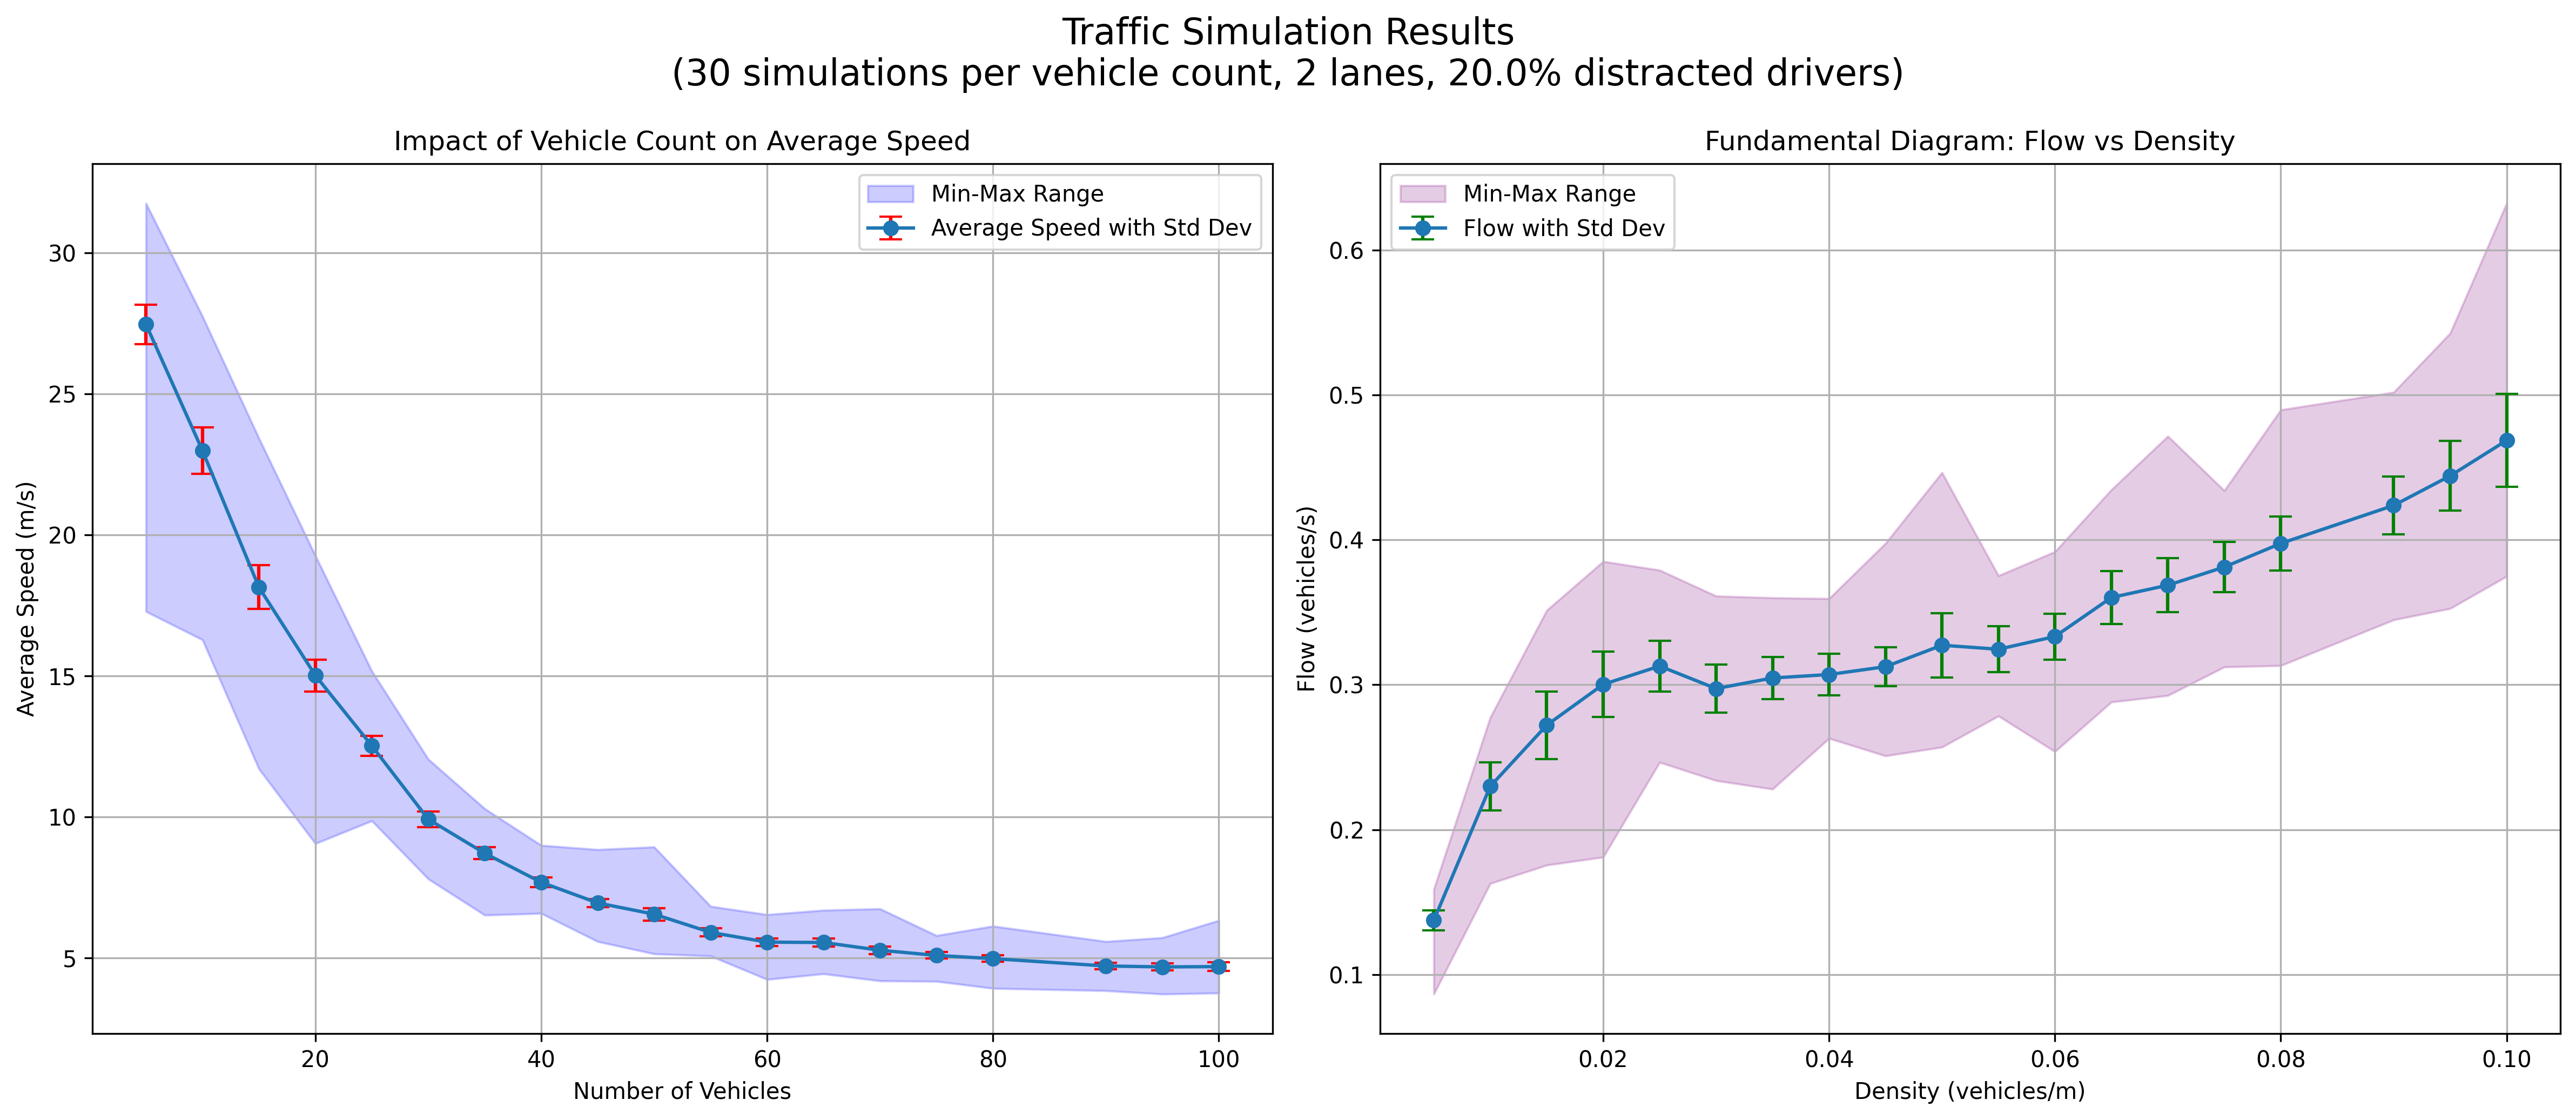 Traffic Simulation Results
(30 simulations per vehicle count, 2 lanes, 20.0% distracted drivers)
Impact of Vehicle Count on Average Speed
Min-Max Range
Average Speed with Std Dev
30
25
20
15
10
5
Average Speed (m/s)
20
40
60
80
100
Number of Vehicles
Fundamental Diagram: Flow vs Density
Min-Max Range
Flow with Std Dev
0.6
0.5
0.4
0.3
0.2
0.1
Flow (vehicles/s)
0.02
0.04
0.06
0.08
0.10
Density (vehicles/m)